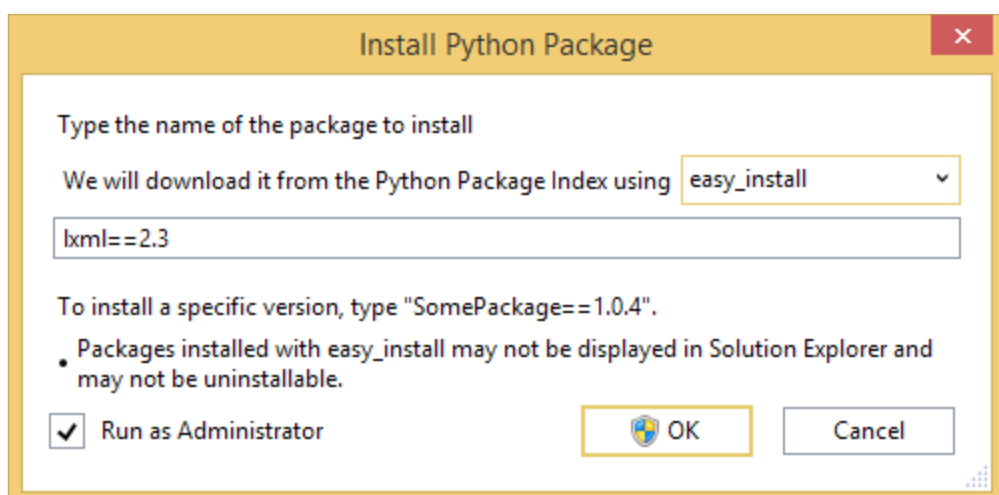 Install Python Package
Type the name of the package to install
We will download it from the Python Package Index using easy_install
lxml==2.3
To install a specific version, type "SomePackage==1.0.4".
• Packages installed with easy_install may not be displayed in Solution Explorer and
may not be uninstallable.
Run as Administrator OK Cancel